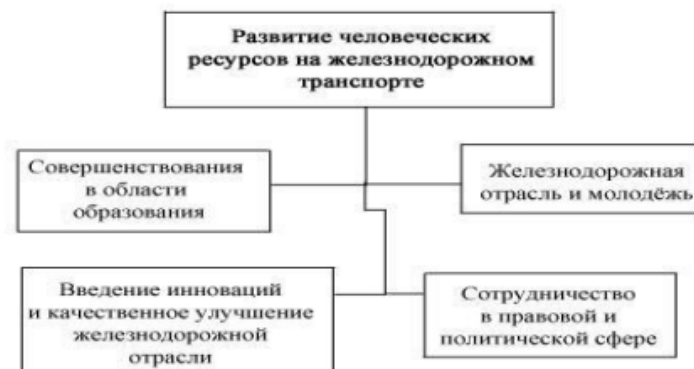 Развитие человеческих
ресурсов на железнодорожном
транспорте
Совершенствования
в области
образования
Железнодорожная
отрасль и молодёжь
Введение инноваций
и качественное улучшение
железнодорожной
отрасли
Сотрудничество
в правовой и
политической сфере